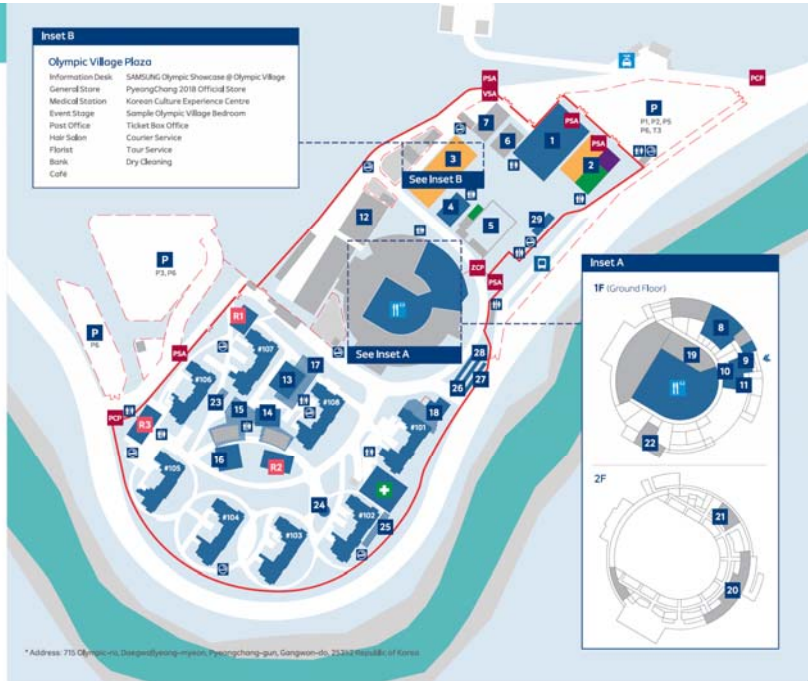 Inset B
Olympic Village Plaza
Information Desk SAMSUNG Olympic Showcase @ Olympic Village
General Store PyeongChang 2018 Official Store
Medical Station Korean Culture Experience Centre
Event Stage Sample Olympic Village Bedroom
Post Office Ticket Box Office
Hair Salon Courier Service
Florist Tour Service
Bank Dry Cleaning
Café
PSA
VSA
PCP
P
P1, P2, P5
P6, T3
7
6
1
PSA
PSA
3
2
See Inset B
12
4
5
29
P
P3, P6
ZCP
PSA
P
P6
See Inset A
R1
#107
PSA
17
28
27
26
13
#106
23
15
14
#108
18
#101
PCP
R3
16
R2
#105
24
#104
#103
#102
25
Inset A
1F (Ground Floor)
8
19
9
10
11
22
2F
21
20
* Address: 715 Olympic-ro, Daegwallyeong-myeon, Pyeongchang-gun, Gangwon-do, 25352 Republic of Korea